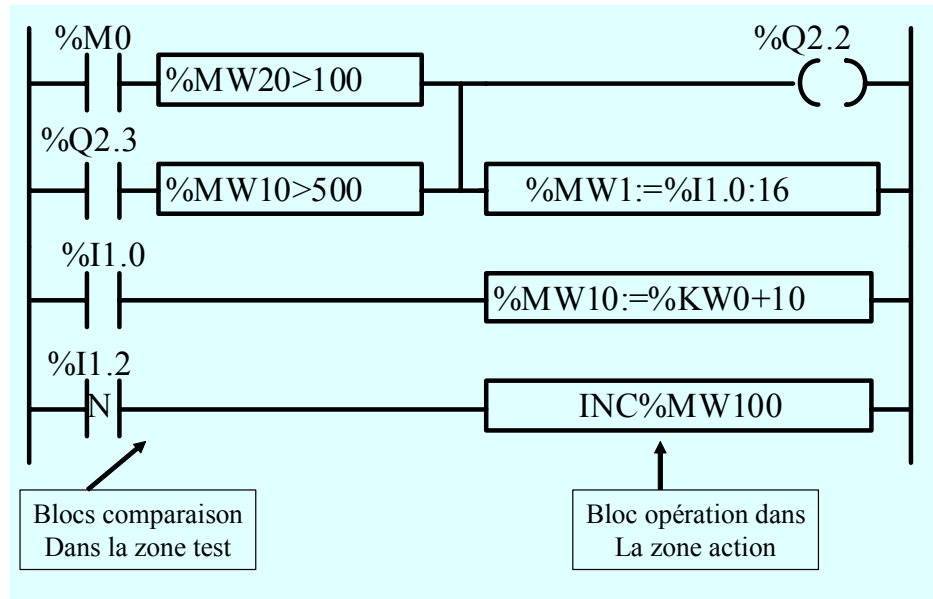 %M0
%Q2.2
%MW20>100
%Q2.3
%MW10>500
%MW1:=%I1.0:16
%I1.0
%MW10:=%KW0+10
%I1.2
N
INC%MW100
Blocs comparaison
Dans la zone test
Bloc opération dans
La zone action